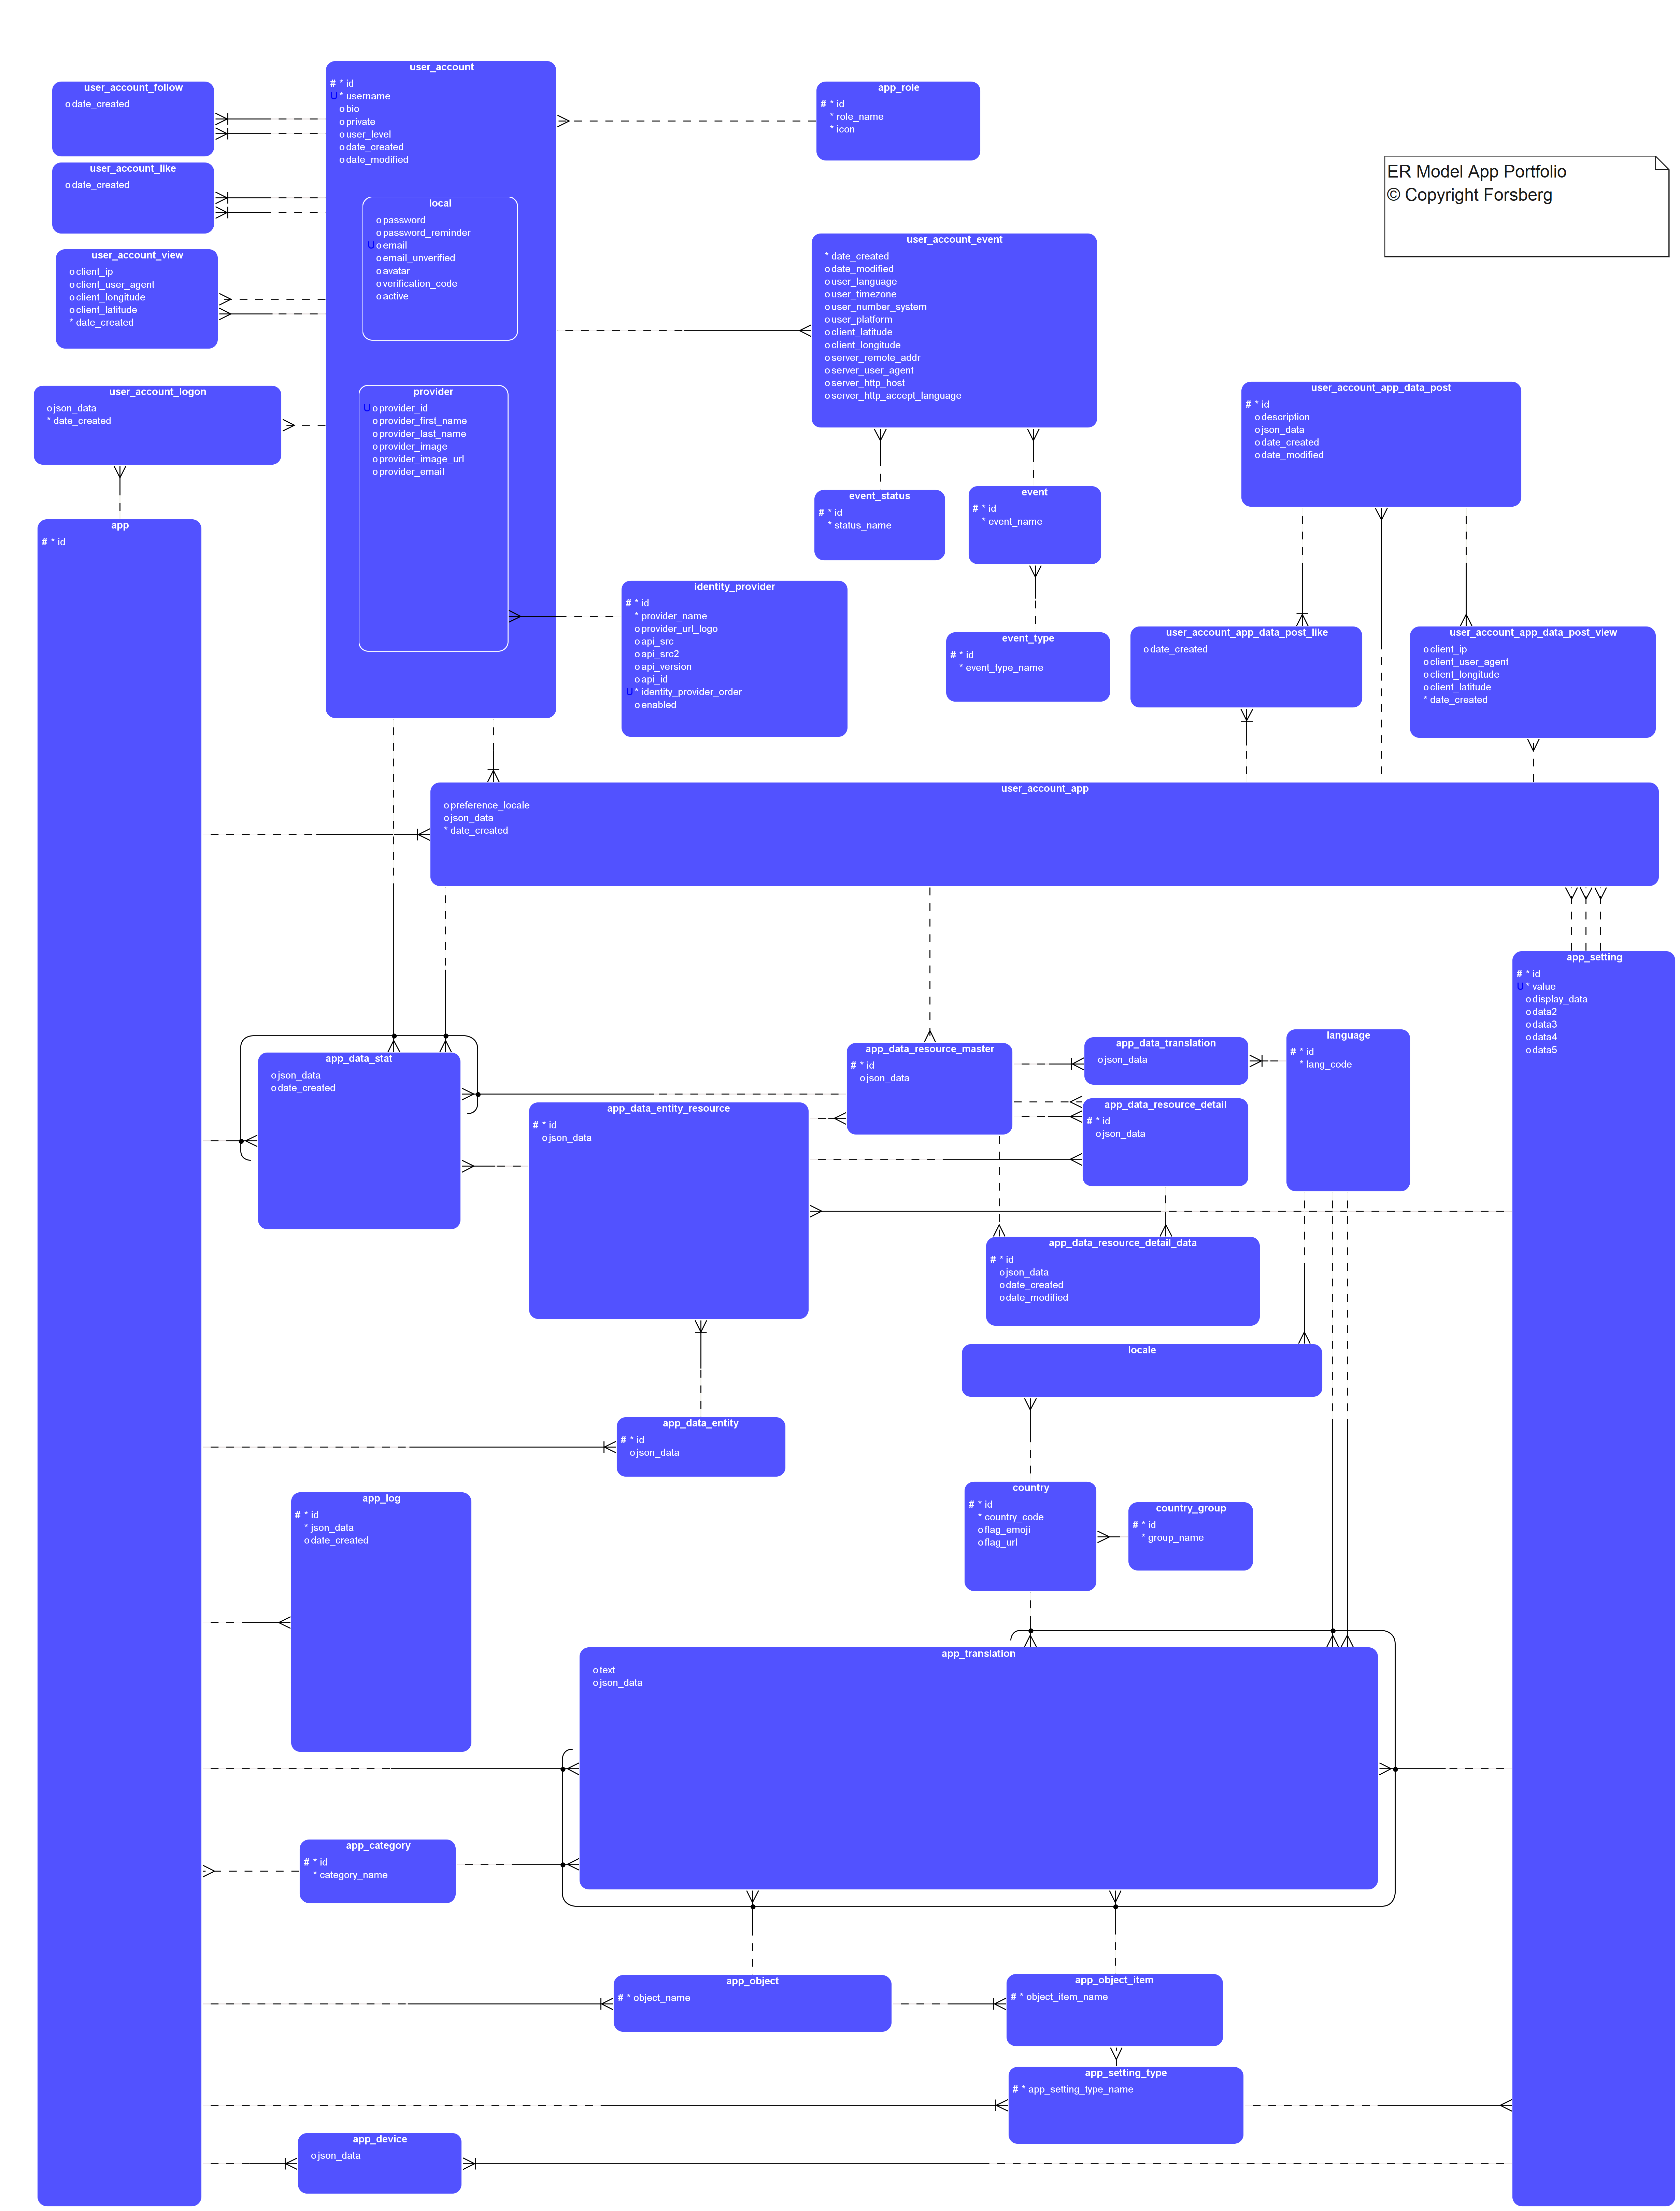 user_account
# * id
U * username
o bio
o private
o user_level
o date_created
o date_modified
local
o password
o password_reminder
U o email
o email_unverified
o avatar
o verification_code
o active
provider
U o provider_id
o provider_first_name
o provider_last_name
o provider_image
o provider_image_url
o provider_email
user_account_follow
o date_created
user_account_like
o date_created
user_account_view
o client_ip
o client_user_agent
o client_longitude
o client_latitude
* date_created
user_account_logon
o json_data
* date_created
app
# * id
app_role
# * id
* role_name
* icon
ER Model App Portfolio
© Copyright Forsberg
user_account_event
* date_created
o date_modified
o user_language
o user_timezone
o user_number_system
o user_platform
o client_latitude
o client_longitude
o server_remote_addr
o server_user_agent
o server_http_host
o server_http_accept_language
event_status
# * id
* status_name
event
# * id
* event_name
event_type
# * id
* event_type_name
identity_provider
# * id
* provider_name
o provider_url_logo
o api_src
o api_src2
o api_version
o api_id
U * identity_provider_order
o enabled
user_account_app_data_post
# * id
o description
o json_data
o date_created
o date_modified
user_account_app_data_post_like
o date_created
user_account_app_data_post_view
o client_ip
o client_user_agent
o client_longitude
o client_latitude
* date_created
user_account_app
o preference_locale
o json_data
* date_created
app_setting
# * id
U * value
o display_data
o data2
o data3
o data4
o data5
app_data_stat
o json_data
o date_created
app_data_resource_master
# * id
o json_data
app_data_translation
o json_data
language
# * id
* lang_code
app_data_entity_resource
# * id
o json_data
app_data_resource_detail
# * id
o json_data
app_data_resource_detail_data
# * id
o json_data
o date_created
o date_modified
locale
app_data_entity
# * id
o json_data
country
# * id
* country_code
o flag_emoji
o flag_url
country_group
# * id
* group_name
app_log
# * id
* json_data
o date_created
app_translation
o text
o json_data
app_category
# * id
* category_name
app_object
# * object_name
app_object_item
# * object_item_name
app_setting_type
# * app_setting_type_name
app_device
o json_data